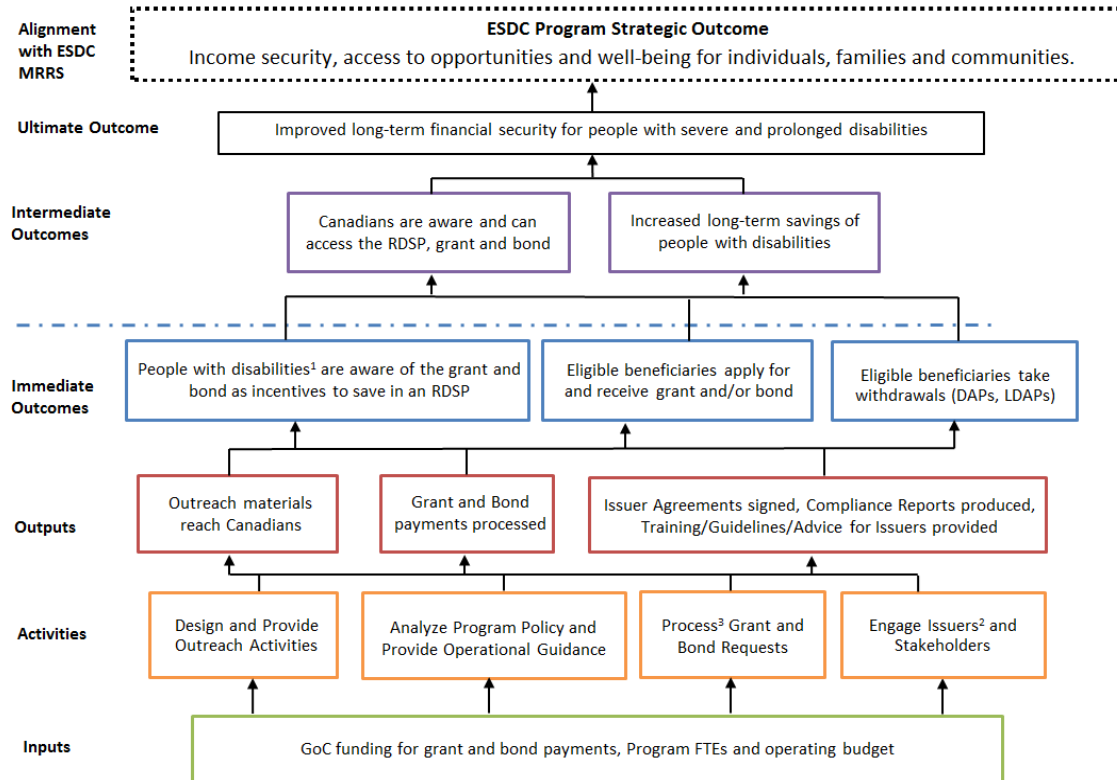 Alignment
with ESDC
MRRS
ESDC Program Strategic Outcome
Income security, access to opportunities and well-being for individuals, families and communities.
Ultimate Outcome
Improved long-term financial security for people with severe and prolonged disabilities
Intermediate
Outcomes
Canadians are aware and can
access the RDSP, grant and bond
Increased long-term savings of
people with disabilities
Immediate
Outcomes
People with disabilities¹ are aware of the grant and
bond as incentives to save in an RDSP
Eligible beneficiaries apply for
and receive grant and/or bond
Eligible beneficiaries take
withdrawals (DAPs, LDAPs)
Outputs
Outreach materials
reach Canadians
Grant and Bond
payments processed
Issuer Agreements signed, Compliance Reports produced,
Training/Guidelines/Advice for Issuers provided
Activities
Design and Provide
Outreach Activities
Analyze Program Policy and
Provide Operational Guidance
Process³ Grant and
Bond Requests
Engage Issuers² and
Stakeholders
Inputs
GoC funding for grant and bond payments, Program FTEs and operating budget